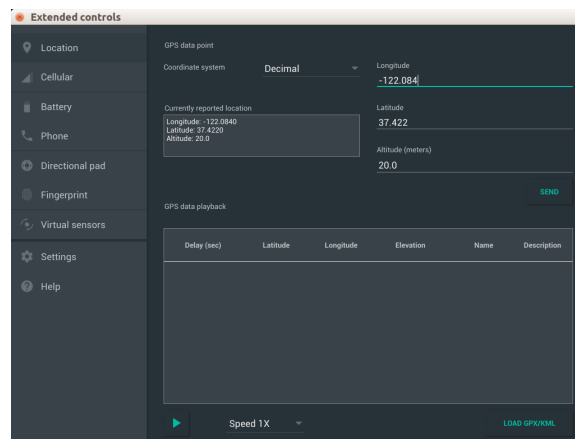 Extended controls
Location
Cellular
Battery
Phone
Directional pad
Fingerprint
Virtual sensors
Settings
Help
GPS data point
Coordinate system
Decimal
Longitude
-122.084
Currently reported location
Longitude: -122.0840
Latitude: 37.4220
Altitude: 20.0
Latitude
37.422
Altitude (meters)
20.0
SEND
GPS data playback
Delay (sec) Latitude Longitude Elevation Name Description
Speed 1X
LOAD GPX/KML